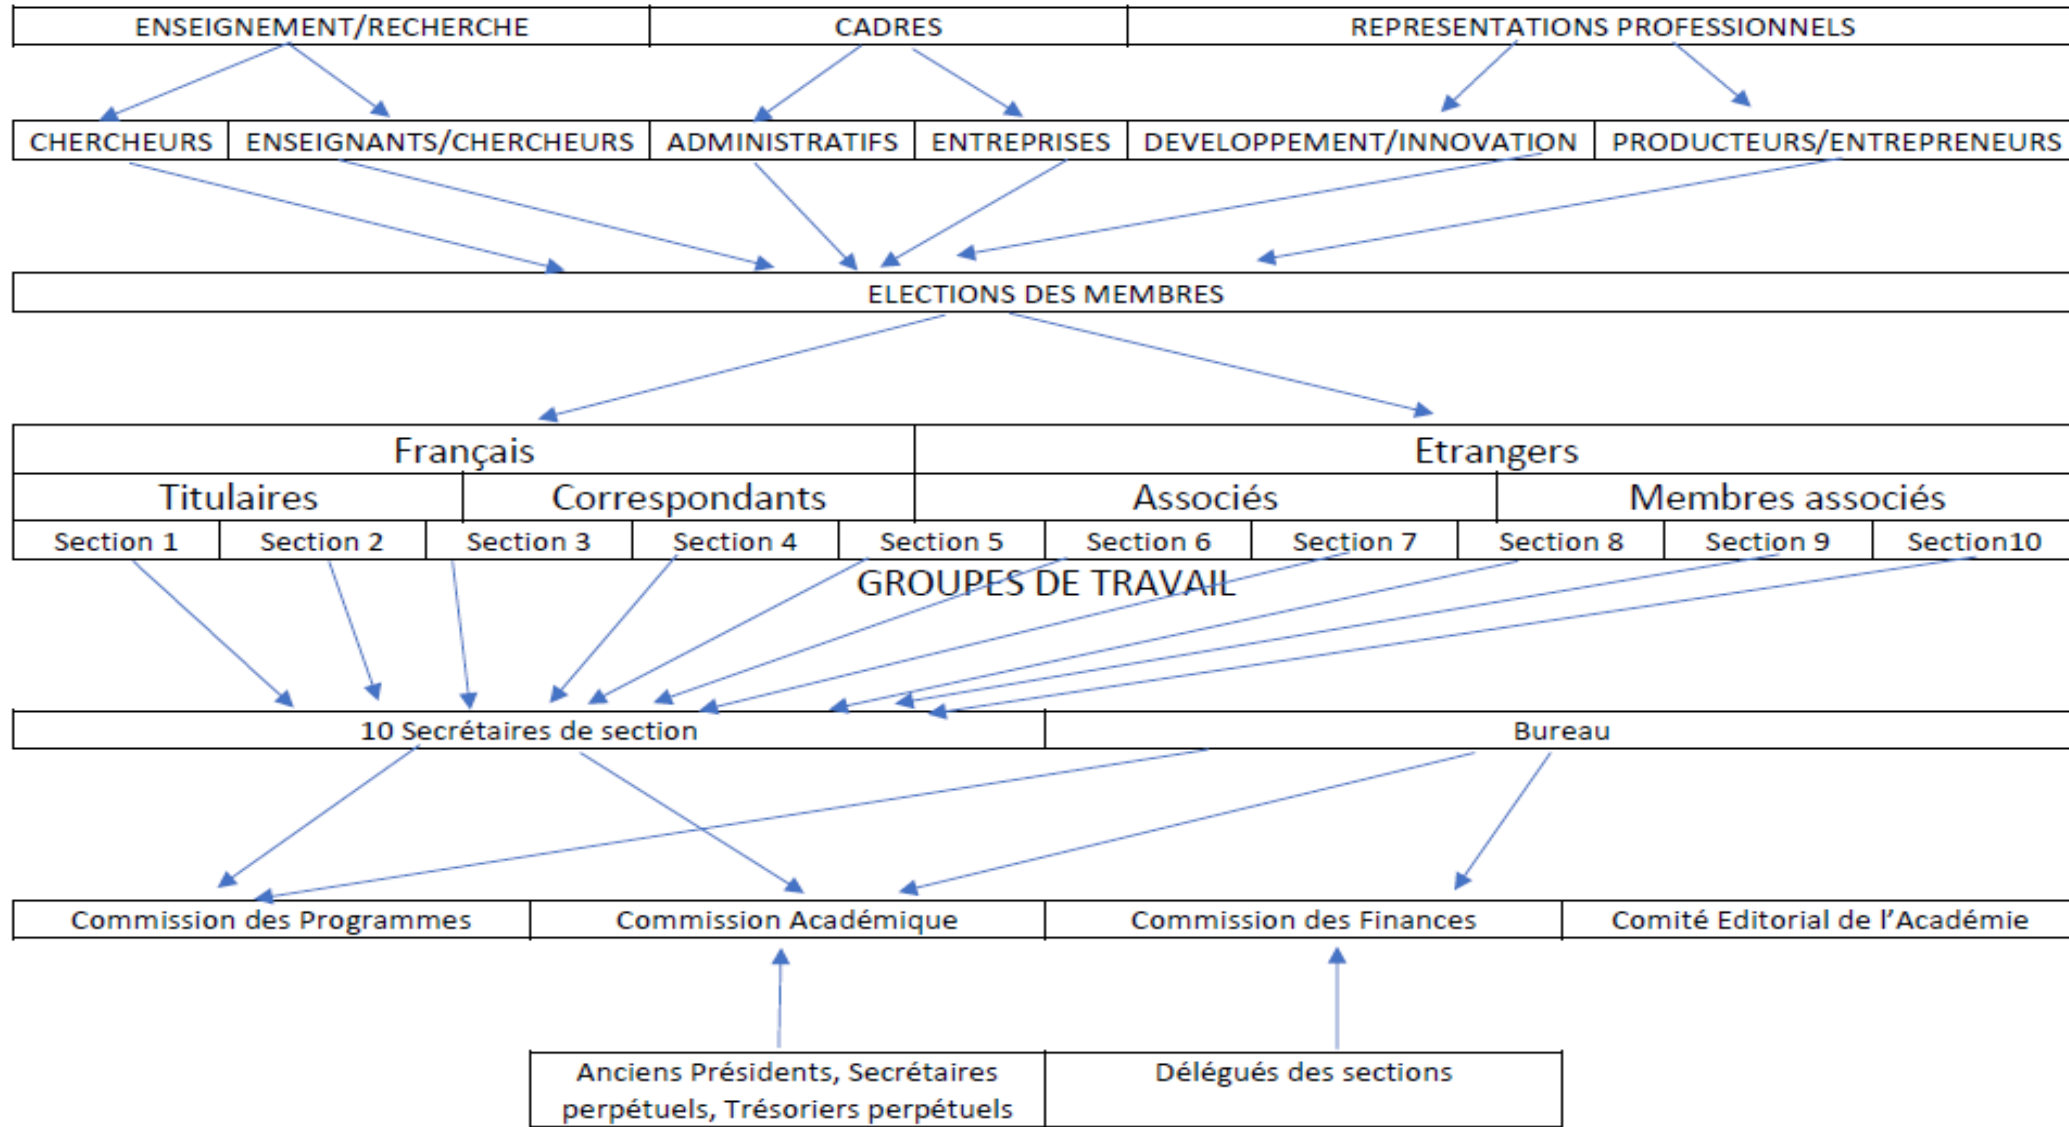 ENSEIGNEMENT/RECHERCHE CADRES REPRESENTATIONS PROFESSIONNELS
CHERCHEURS ENSEIGNANTS/CHERCHEURS ADMINISTRATIFS ENTREPRISES DEVELOPPEMENT/INNOVATION PRODUCTEURS/ENTREPRENEURS
ELECTIONS DES MEMBRES
Français Etrangers
Titulaires Correspondants Associés Membres associés
Section 1 Section 2 Section 3 Section 4 Section 5 Section 6 Section 7 Section 8 Section 9 Section10
GROUPES DE TRAVAIL
10 Secrétaires de section Bureau
Commission des Programmes Commission Académique Commission des Finances Comité Editorial de l'Académie
Anciens Présidents, Secrétaires Délégués des sections
perpétuels, Trésoriers perpétuels